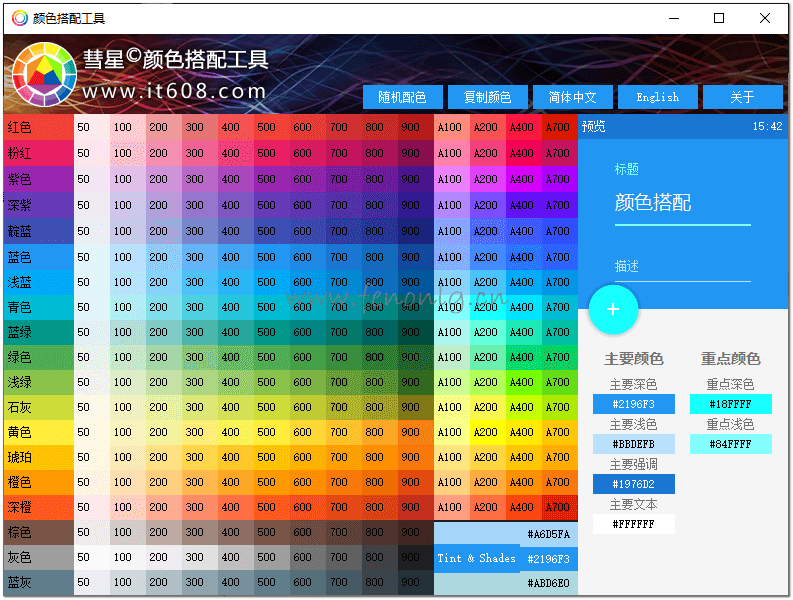 颜色搭配工具
彗星©颜色搭配工具
www.it608.com
随机配色 复制颜色 简体中文 English 关于
红色 50 100 200 300 400 500 600 700 800 900 A100 A200 A400 A700
粉红 50 100 200 300 400 500 600 700 800 900 A100 A200 A400 A700
紫色 50 100 200 300 400 500 600 700 800 900 A100 A200 A400 A700
深紫 50 100 200 300 400 500 600 700 800 900 A100 A200 A400 A700
靛蓝 50 100 200 300 400 500 600 700 800 900 A100 A200 A400 A700
蓝色 50 100 200 300 400 500 600 700 800 900 A100 A200 A400 A700
浅蓝 50 100 200 300 400 500 600 700 800 900 A100 A200 A400 A700
青色 50 100 200 300 400 500 600 700 800 900 A100 A200 A400 A700
蓝绿 50 100 200 300 400 500 600 700 800 900 A100 A200 A400 A700
绿色 50 100 200 300 400 500 600 700 800 900 A100 A200 A400 A700
浅绿 50 100 200 300 400 500 600 700 800 900 A100 A200 A400 A700
石灰 50 100 200 300 400 500 600 700 800 900 A100 A200 A400 A700
黄色 50 100 200 300 400 500 600 700 800 900 A100 A200 A400 A700
琥珀 50 100 200 300 400 500 600 700 800 900 A100 A200 A400 A700
橙色 50 100 200 300 400 500 600 700 800 900 A100 A200 A400 A700
深橙 50 100 200 300 400 500 600 700 800 900 A100 A200 A400 A700
棕色 50 100 200 300 400 500 600 700 800 900 #A6D5FA
灰色 50 100 200 300 400 500 600 700 800 900 Tint & Shades #2196F3
蓝灰 50 100 200 300 400 500 600 700 800 900 #ABD6E0
预览 15:42
标题
颜色搭配
描述
+
主要颜色 重点颜色
主要深色 重点深色
#2196F3 #18FFFF
主要浅色 重点浅色
#BBDEFB #84FFFF
主要强调
#1976D2
主要文本
#FFFFFF